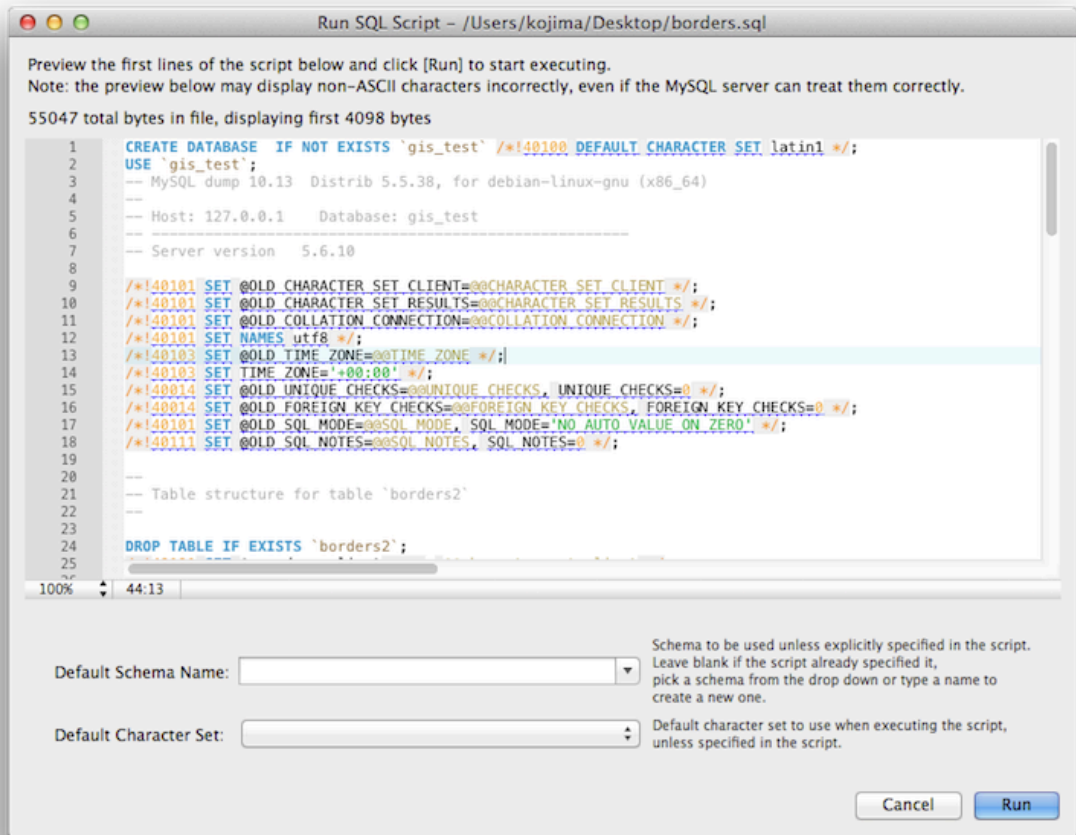 Run SQL Script – /Users/kojima/Desktop/borders.sql
Preview the first lines of the script below and click [Run] to start executing.
Note: the preview below may display non-ASCII characters incorrectly, even if the MySQL server can treat them correctly.
55047 total bytes in file, displaying first 4098 bytes
1 CREATE DATABASE  IF NOT EXISTS `gis_test` /*!40100 DEFAULT CHARACTER SET latin1 */;
2 USE `gis_test`;
3 -- MySQL dump 10.13  Distrib 5.5.38, for debian-linux-gnu (x86_64)
4 --
5 -- Host: 127.0.0.1    Database: gis_test
6 -- ------------------------------------------------------
7 -- Server version   5.6.10
8
9 /*!40101 SET @OLD_CHARACTER_SET_CLIENT=@@CHARACTER_SET_CLIENT */;
10 /*!40101 SET @OLD_CHARACTER_SET_RESULTS=@@CHARACTER_SET_RESULTS */;
11 /*!40101 SET @OLD_COLLATION_CONNECTION=@@COLLATION_CONNECTION */;
12 /*!40101 SET NAMES utf8 */;
13 /*!40103 SET @OLD_TIME_ZONE=@@TIME_ZONE */;
14 /*!40103 SET TIME_ZONE='+00:00' */;
15 /*!40014 SET @OLD_UNIQUE_CHECKS=@@UNIQUE_CHECKS, UNIQUE_CHECKS=0 */;
16 /*!40014 SET @OLD_FOREIGN_KEY_CHECKS=@@FOREIGN_KEY_CHECKS, FOREIGN_KEY_CHECKS=0 */;
17 /*!40101 SET @OLD_SQL_MODE=@@SQL_MODE, SQL_MODE='NO_AUTO_VALUE_ON_ZERO' */;
18 /*!40111 SET @OLD_SQL_NOTES=@@SQL_NOTES, SQL_NOTES=0 */;
19
20 --
21 -- Table structure for table `borders2`
22 --
23
24 DROP TABLE IF EXISTS `borders2`;
25
100% 44:13
Default Schema Name:
Schema to be used unless explicitly specified in the script.
Leave blank if the script already specified it,
pick a schema from the drop down or type a name to
create a new one.
Default Character Set:
Default character set to use when executing the script,
unless specified in the script.
Cancel Run